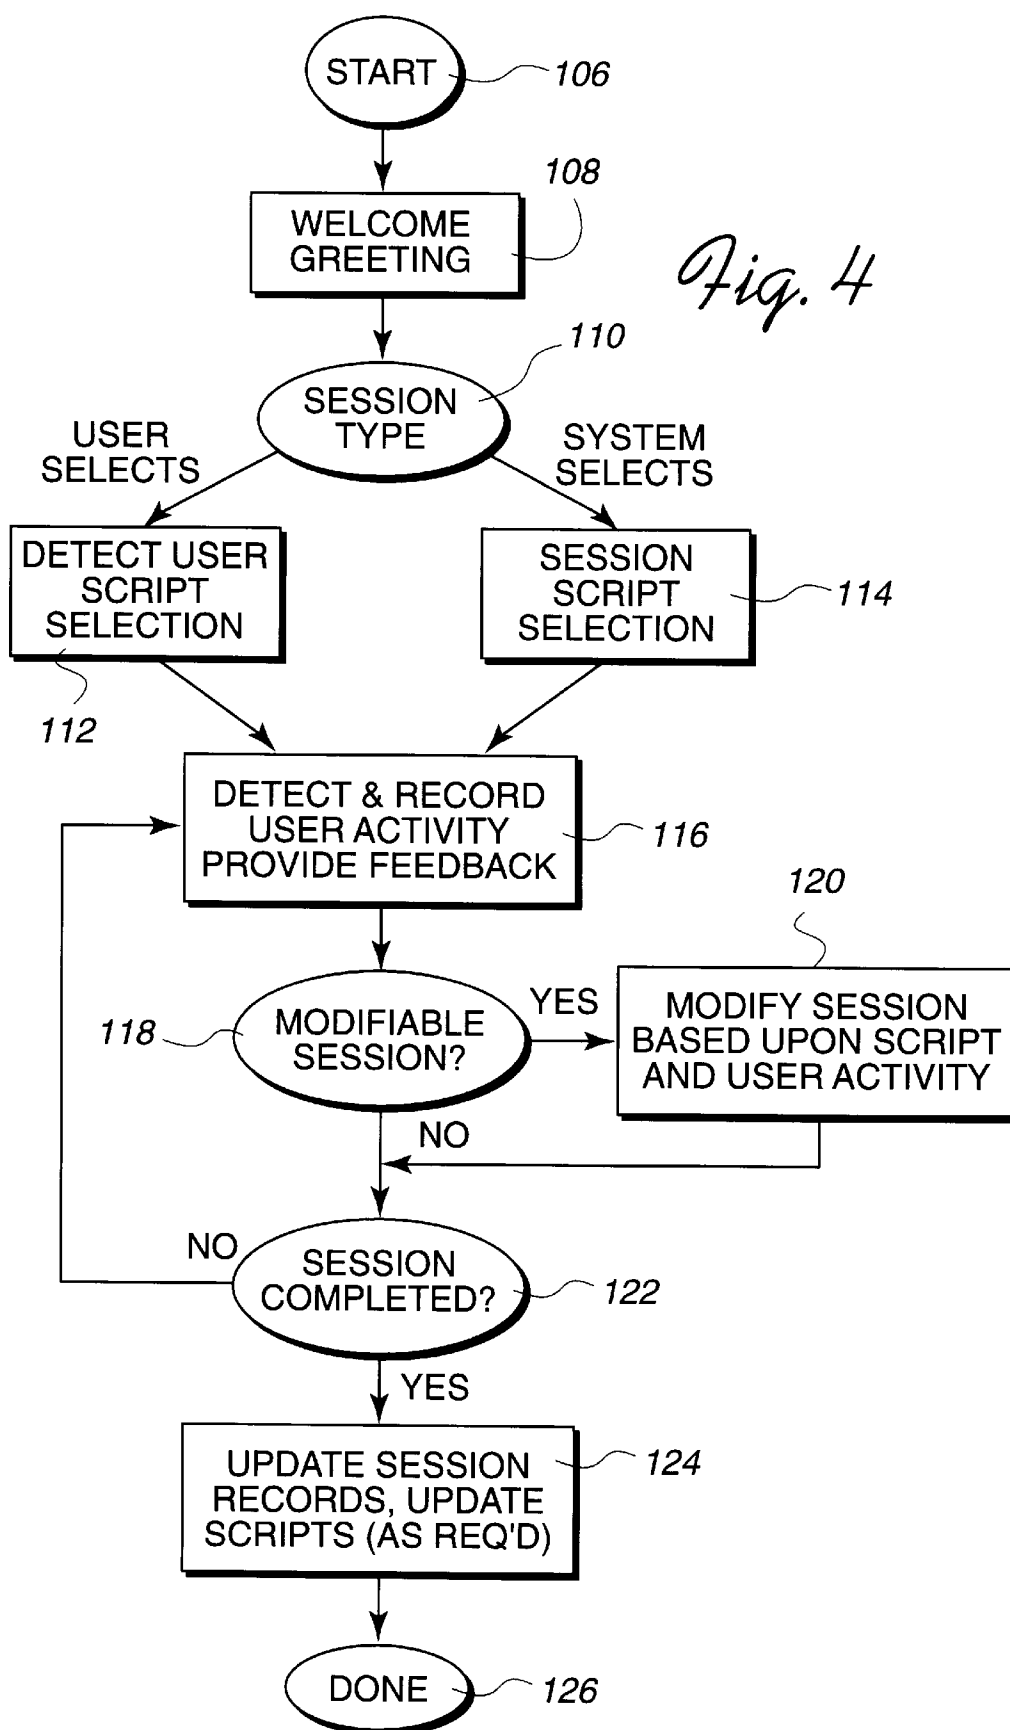 START
106
108
WELCOME
GREETING
Fig. 4
110
SESSION
TYPE
USER
SELECTS
SYSTEM
SELECTS
DETECT USER
SCRIPT
SELECTION
SESSION
SCRIPT
SELECTION
114
112
DETECT & RECORD
USER ACTIVITY
PROVIDE FEEDBACK
116
120
118
MODIFIABLE
SESSION?
YES
MODIFY SESSION
BASED UPON SCRIPT
AND USER ACTIVITY
NO
NO
SESSION
COMPLETED?
122
YES
UPDATE SESSION
RECORDS, UPDATE
SCRIPTS (AS REQ'D)
124
DONE
126